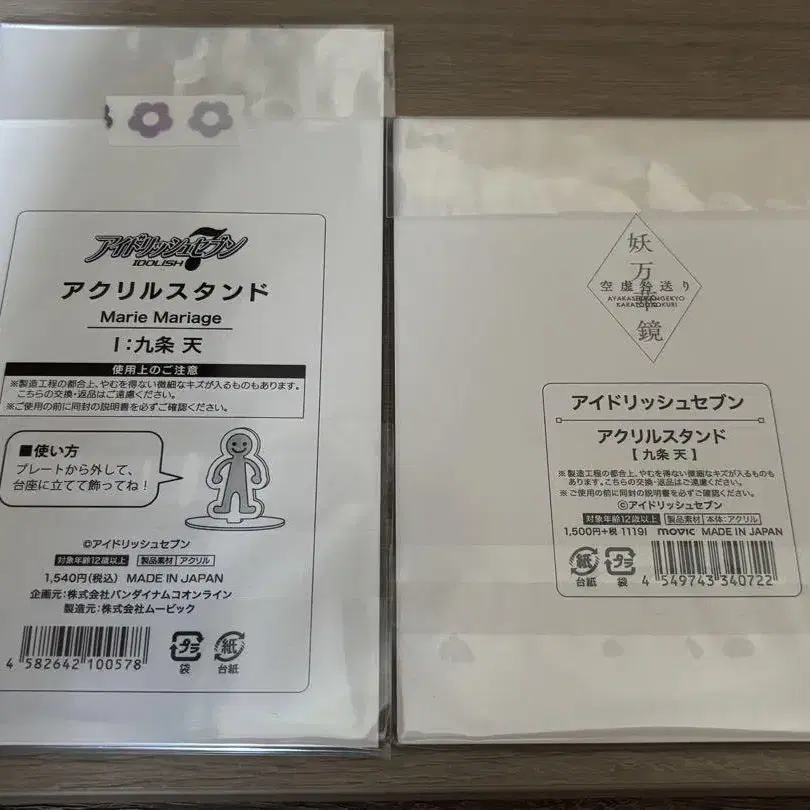 アイドリッシュセブン
IDOLiSH7
アクリルスタンド
Marie Mariage
I:九条 天
使用上のご注意
※製造工程の都合上、やむを得ない微細なキズが入るものもあります。
こちらの交換・返品はご遠慮ください。
※ご使用の前に同封の説明書を必ずご確認ください。
■使い方
プレートから外して、
台座に立てて飾ってね!
©アイドリッシュセブン
対象年齢12歳以上 製品素材 アクリル
1,540円(税込) MADE IN JAPAN
企画元:株式会社バンダイナムコオンライン
製造元:株式会社ムービック
4 582642 100578
プラ
袋
紙
台紙
妖万華鏡
空虚咎送り
AYAKASHI MANGEKYO
KARATOGAOKURI
アイドリッシュセブン
アクリルスタンド
【 九条 天 】
※製造工程の都合上、やむを得ない微細なキズが入るものも
あります。こちらの交換・返品はご遠慮ください。
※ご使用の前に同封の説明書を必ずご確認ください。
©アイドリッシュセブン
対象年齢12歳以上 製品素材 本体:アクリル
1,500円+税 1119I movic MADE IN JAPAN
紙
台紙
プラ
袋
4 549743 340722